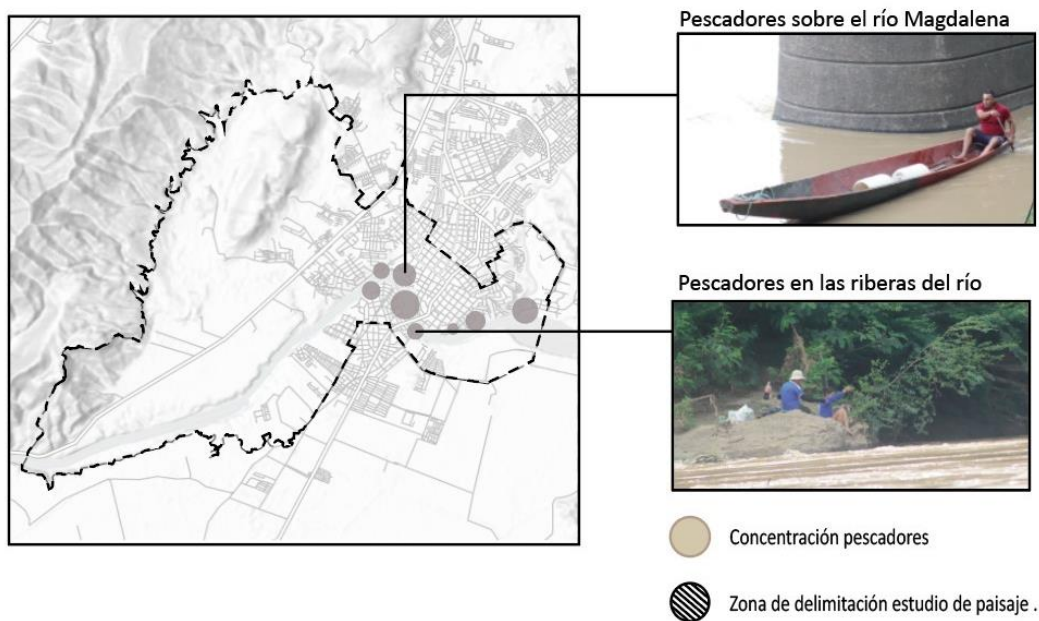 Pescadores sobre el río Magdalena
Pescadores en las riberas del río
Concentración pescadores
Zona de delimitación estudio de paisaje .